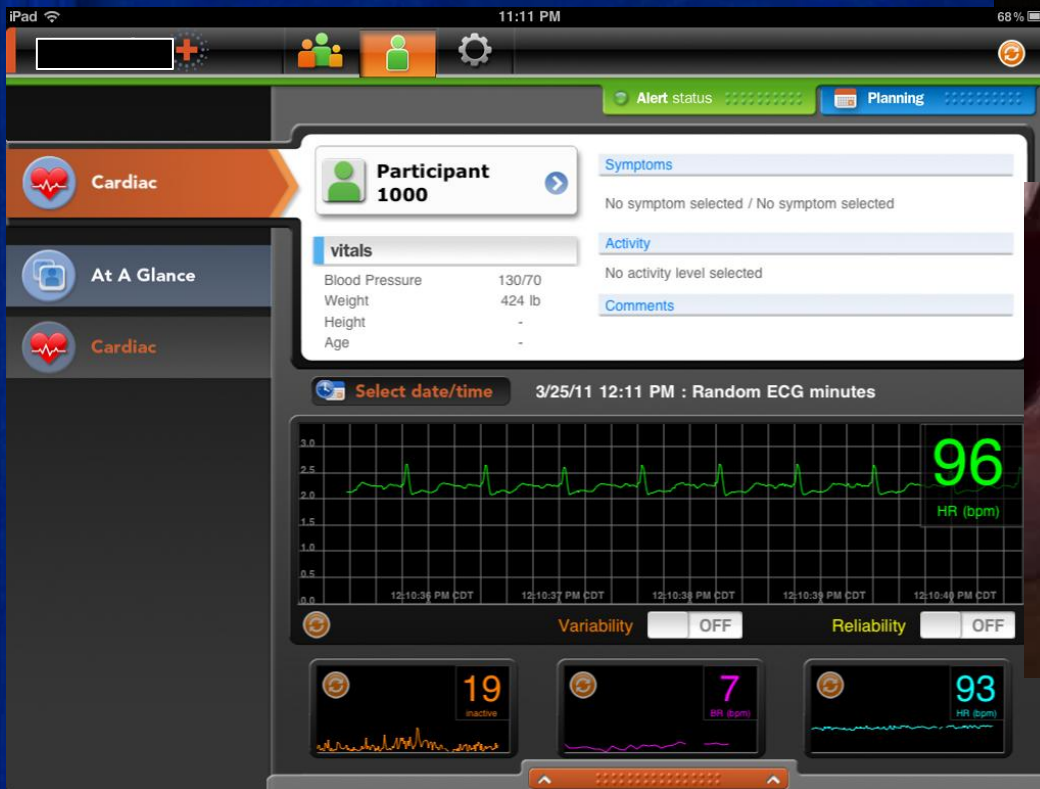 iPad 11:11 PM 68%
Alert status
Planning
Cardiac
At A Glance
Cardiac
Participant
1000
vitals
Blood Pressure 130/70
Weight 424 lb
Height -
Age -
Symptoms
No symptom selected / No symptom selected
Activity
No activity level selected
Comments
Select date/time 3/25/11 12:11 PM : Random ECG minutes
3.0
2.5
2.0
1.5
1.0
0.5
0.0
96
HR (bpm)
12:10:36 PM CDT 12:10:37 PM CDT 12:10:38 PM CDT 12:10:39 PM CDT 12:10:40 PM CDT
Variability OFF Reliability OFF
19
inactive
7
BR (bpm)
93
HR (bpm)